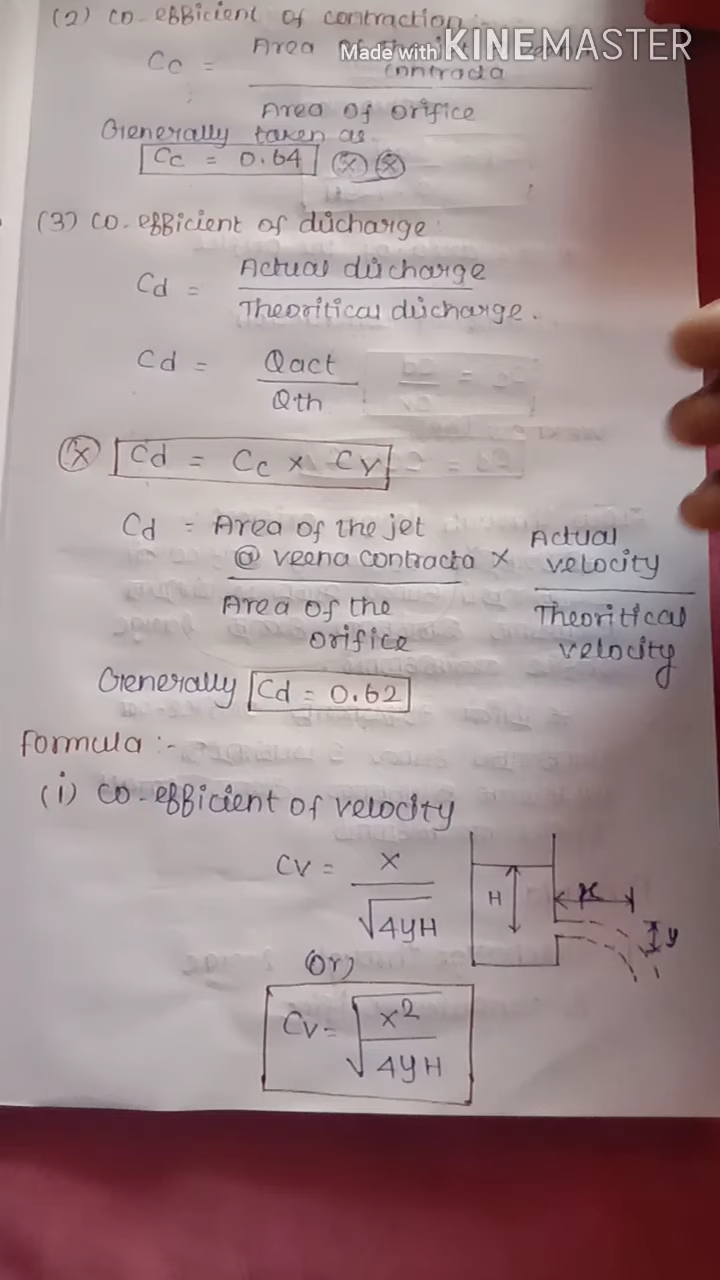 (2) co-efficient of contraction :-
Made with KINEMASTER
Cc = Area of
contracta
Area of orifice
Generally taken as
Cc = 0.64
(3) co-efficient of discharge:
Cd = Actual discharge
Theoritical discharge.
Cd = Qact
Qth
Cd = Cc x Cv
Cd = Area of the jet
@ veena contracta x Actual velocity
Area of the orifice
Theoritical velocity
Generally Cd = 0.62
Formula :-
(i) co-efficient of velocity
Cv = x
√4yH
H
x
y
Or)
Cv = √x²
4yH